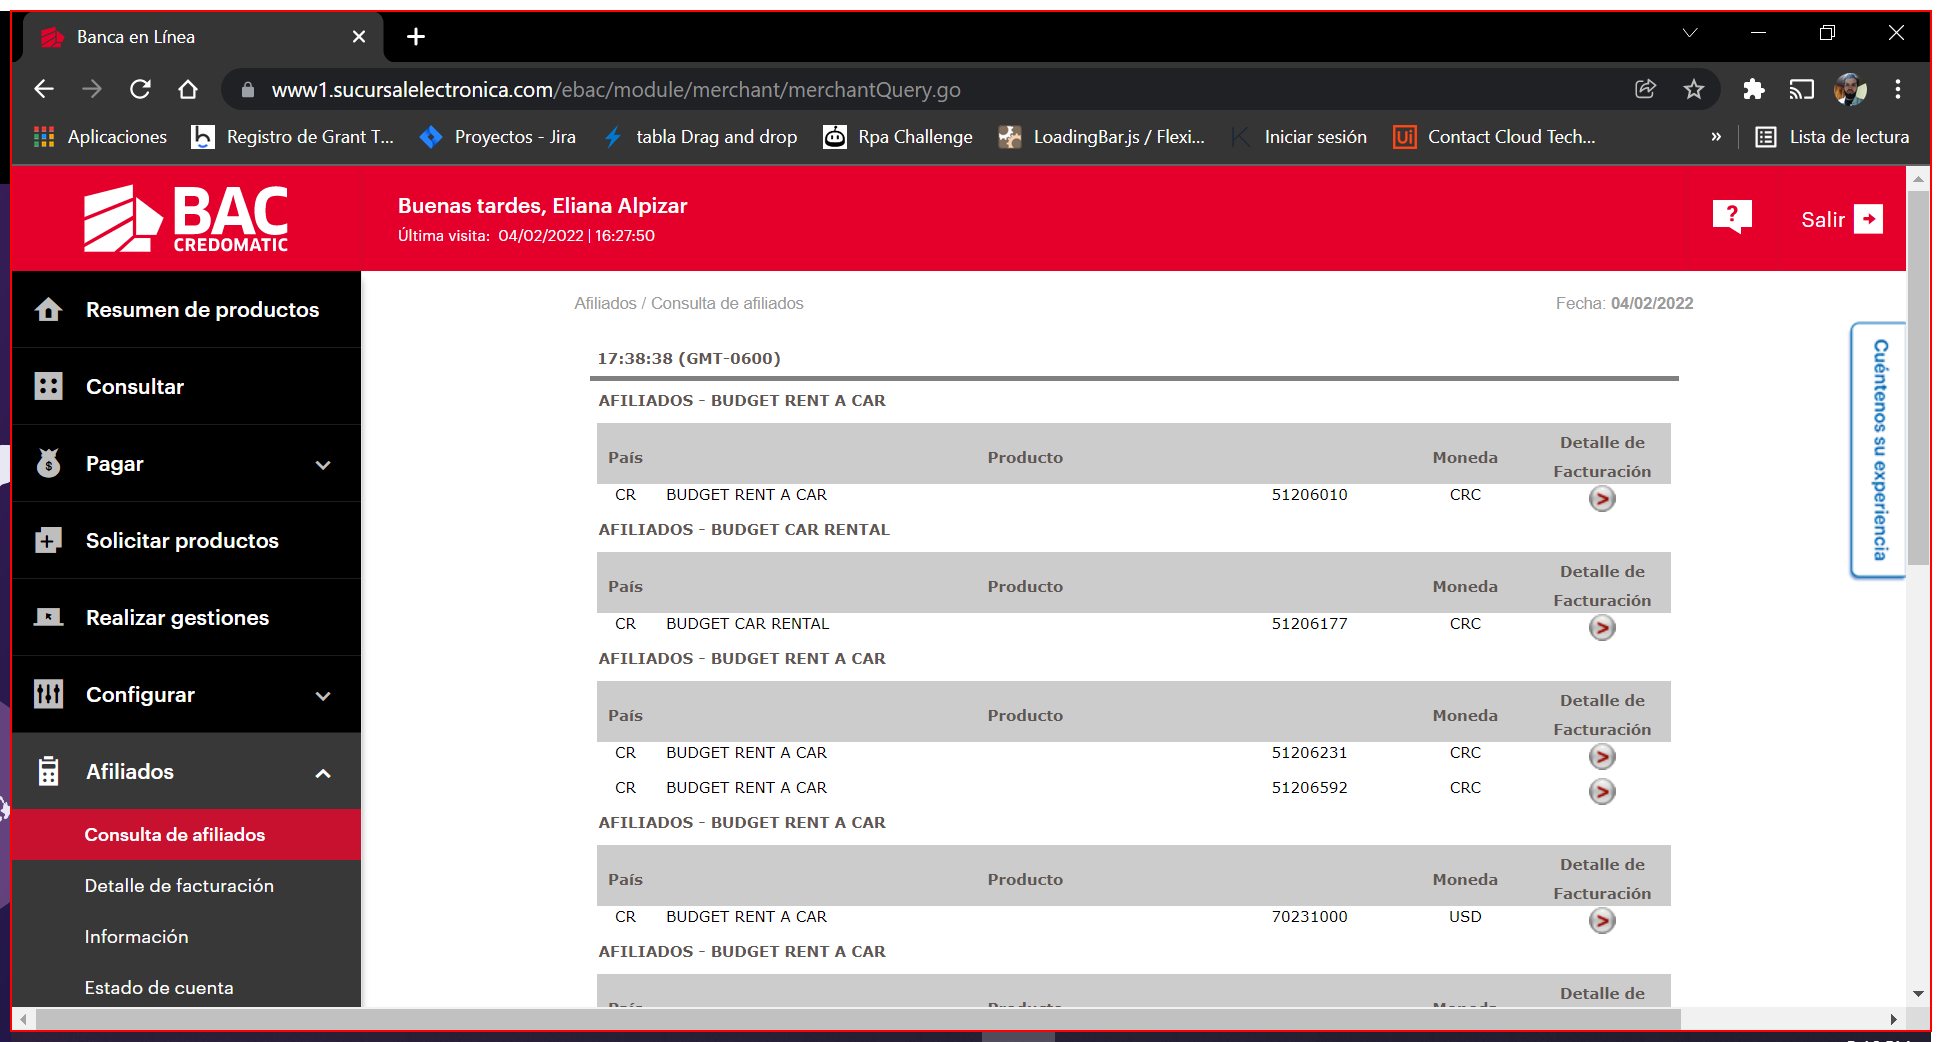 Banca en Línea
www1.sucursalelectronica.com/ebac/module/merchant/merchantQuery.go
Aplicaciones
Registro de Grant T...
Proyectos - Jira
tabla Drag and drop
Rpa Challenge
LoadingBar.js / Flexi...
Iniciar sesión
Ui
Contact Cloud Tech...
»
Lista de lectura
BAC
CREDOMATIC
Buenas tardes, Eliana Alpizar
Última visita: 04/02/2022 | 16:27:50
?
Salir
Resumen de productos
Consultar
Pagar
Solicitar productos
Realizar gestiones
Configurar
Afiliados
Consulta de afiliados
Detalle de facturación
Información
Estado de cuenta
Afiliados / Consulta de afiliados
Fecha: 04/02/2022
Cuéntenos su experiencia
17:38:38 (GMT-0600)
AFILIADOS - BUDGET RENT A CAR
País Producto Moneda Detalle de Facturación
CR BUDGET RENT A CAR 51206010 CRC
AFILIADOS - BUDGET CAR RENTAL
País Producto Moneda Detalle de Facturación
CR BUDGET CAR RENTAL 51206177 CRC
AFILIADOS - BUDGET RENT A CAR
País Producto Moneda Detalle de Facturación
CR BUDGET RENT A CAR 51206231 CRC
CR BUDGET RENT A CAR 51206592 CRC
AFILIADOS - BUDGET RENT A CAR
País Producto Moneda Detalle de Facturación
CR BUDGET RENT A CAR 70231000 USD
AFILIADOS - BUDGET RENT A CAR
Detalle de